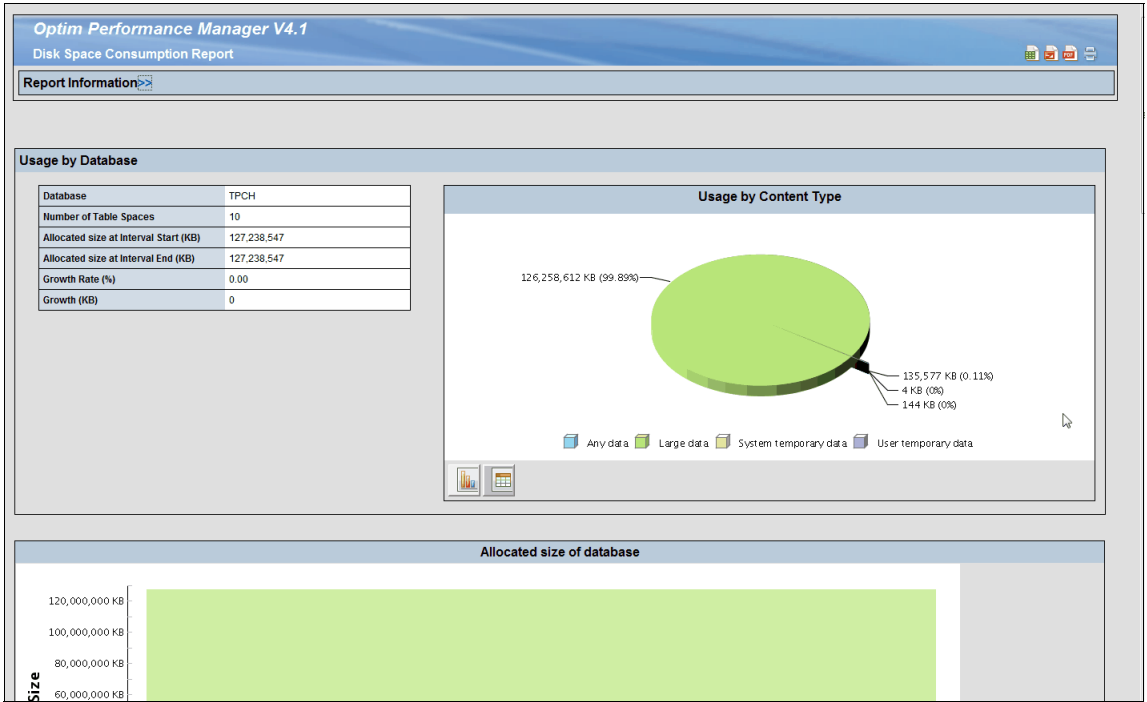 Optim Performance Manager V4.1
Disk Space Consumption Report
PDF
Report Information>>
Usage by Database
Database TPCH
Number of Table Spaces 10
Allocated size at Interval Start (KB) 127,238,547
Allocated size at Interval End (KB) 127,238,547
Growth Rate (%) 0.00
Growth (KB) 0
Usage by Content Type
126,258,612 KB (99.89%)
135,577 KB (0.11%)
4 KB (0%)
144 KB (0%)
Any data Large data System temporary data User temporary data
Allocated size of database
120,000,000 KB
100,000,000 KB
80,000,000 KB
60,000,000 KB
Size